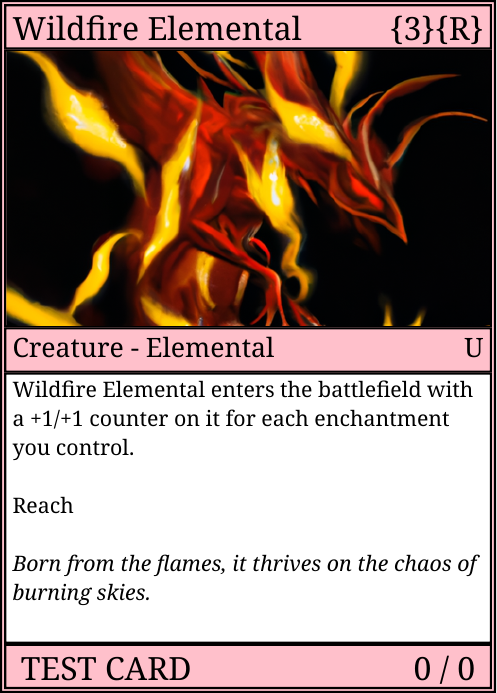 Wildfire Elemental {3}{R}
Creature - Elemental U
Wildfire Elemental enters the battlefield with
a +1/+1 counter on it for each enchantment
you control.
Reach
Born from the flames, it thrives on the chaos of
burning skies.
TEST CARD 0 / 0